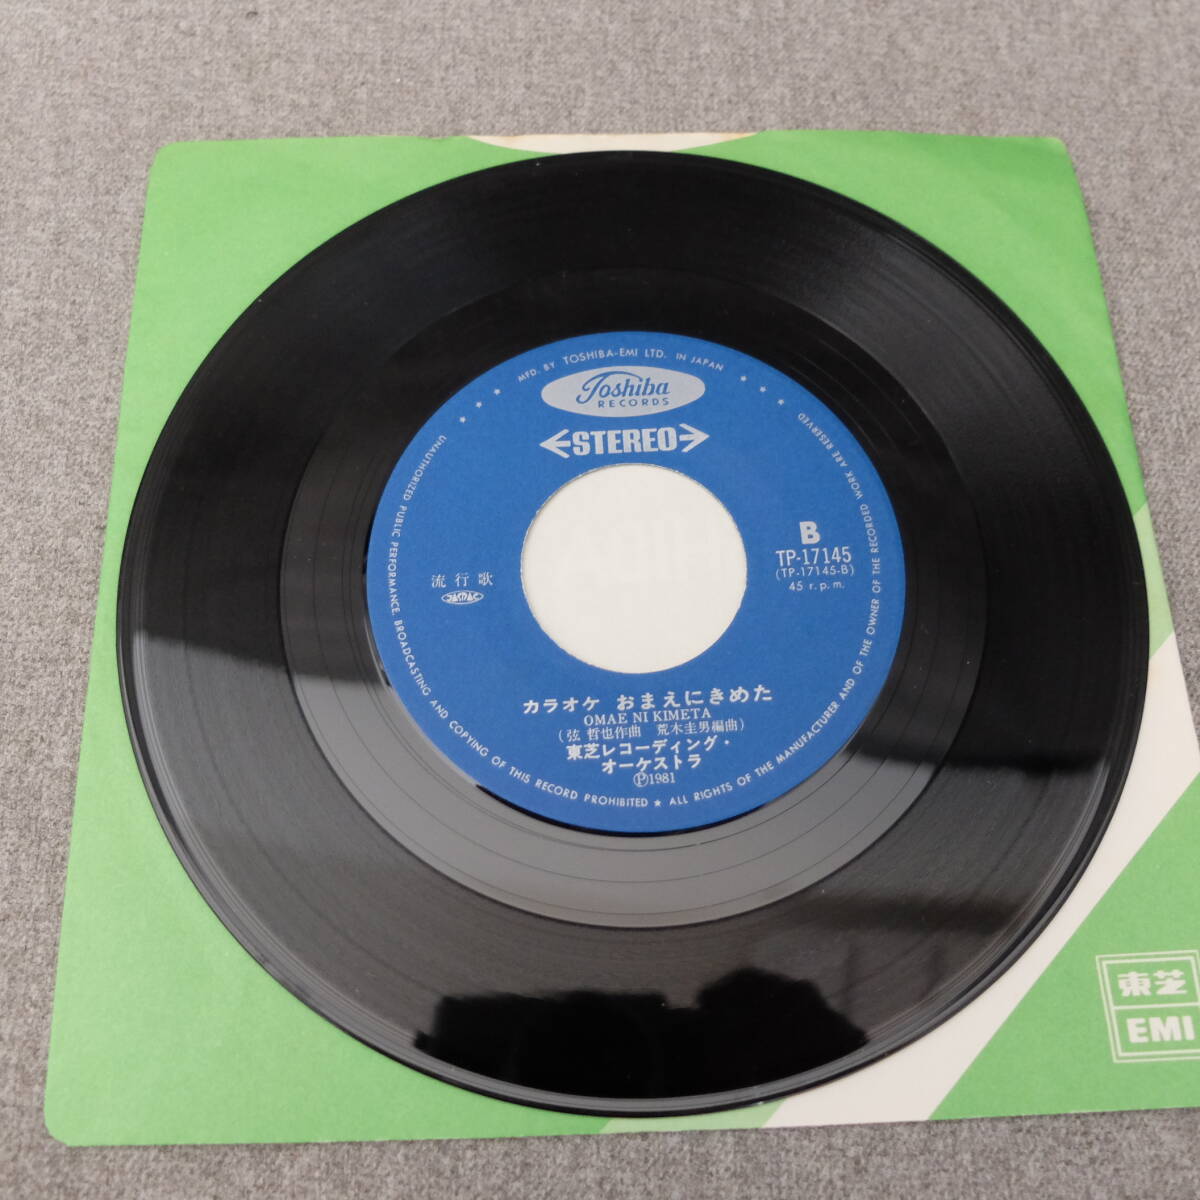 MFD. BY TOSHIBA-EMI LTD. IN JAPAN
Toshiba
RECORDS
STEREO
B
TP-17145
(TP-17145-B)
45 r.p.m.
流行歌
JASRAC
カラオケ おまえにきめた
OMAE NI KIMETA
(弦 哲也作曲 荒木圭男編曲)
東芝レコーディング・
オーケストラ
Ⓟ1981
UNAUTHORIZED PUBLIC PERFORMANCE, BROADCASTING AND COPYING OF THIS RECORD PROHIBITED ★ ALL RIGHTS OF THE MANUFACTURER AND OF THE OWNER OF THE RECORDED WORK ARE RESERVED
東芝
EMI